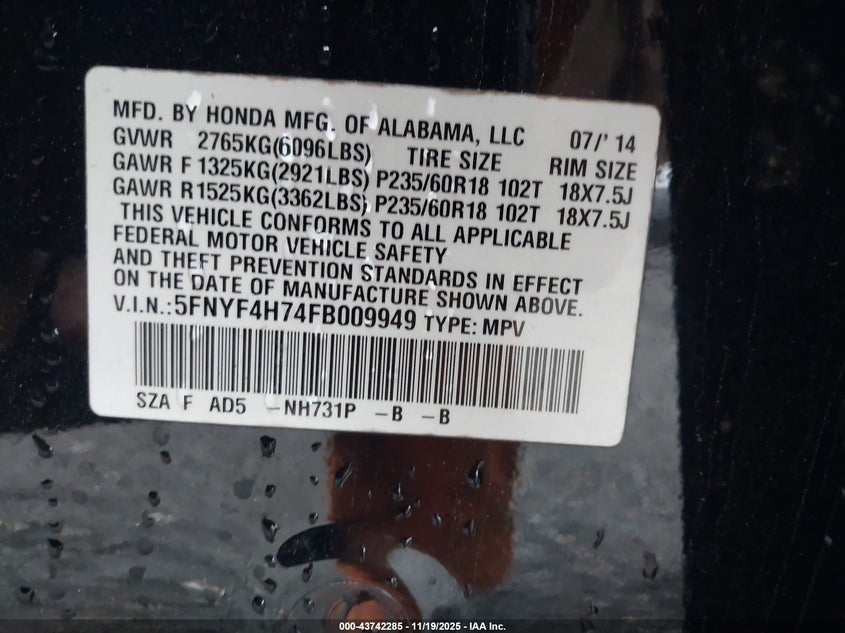 MFD. BY HONDA MFG. OF ALABAMA, LLC 07/' 14
GVWR 2765KG(6096LBS) TIRE SIZE RIM SIZE
GAWR F 1325KG(2921LBS) P235/60R18 102T 18X7.5J
GAWR R1525KG(3362LBS) P235/60R18 102T 18X7.5J
THIS VEHICLE CONFORMS TO ALL APPLICABLE
FEDERAL MOTOR VEHICLE SAFETY
AND THEFT PREVENTION STANDARDS IN EFFECT
ON THE DATE OF MANUFACTURE SHOWN ABOVE.
V.I.N.:5FNYF4H74FB009949 TYPE: MPV
SZA F AD5 -NH731P -B -B
000-43742285 - 11/19/2025 - IAA Inc.